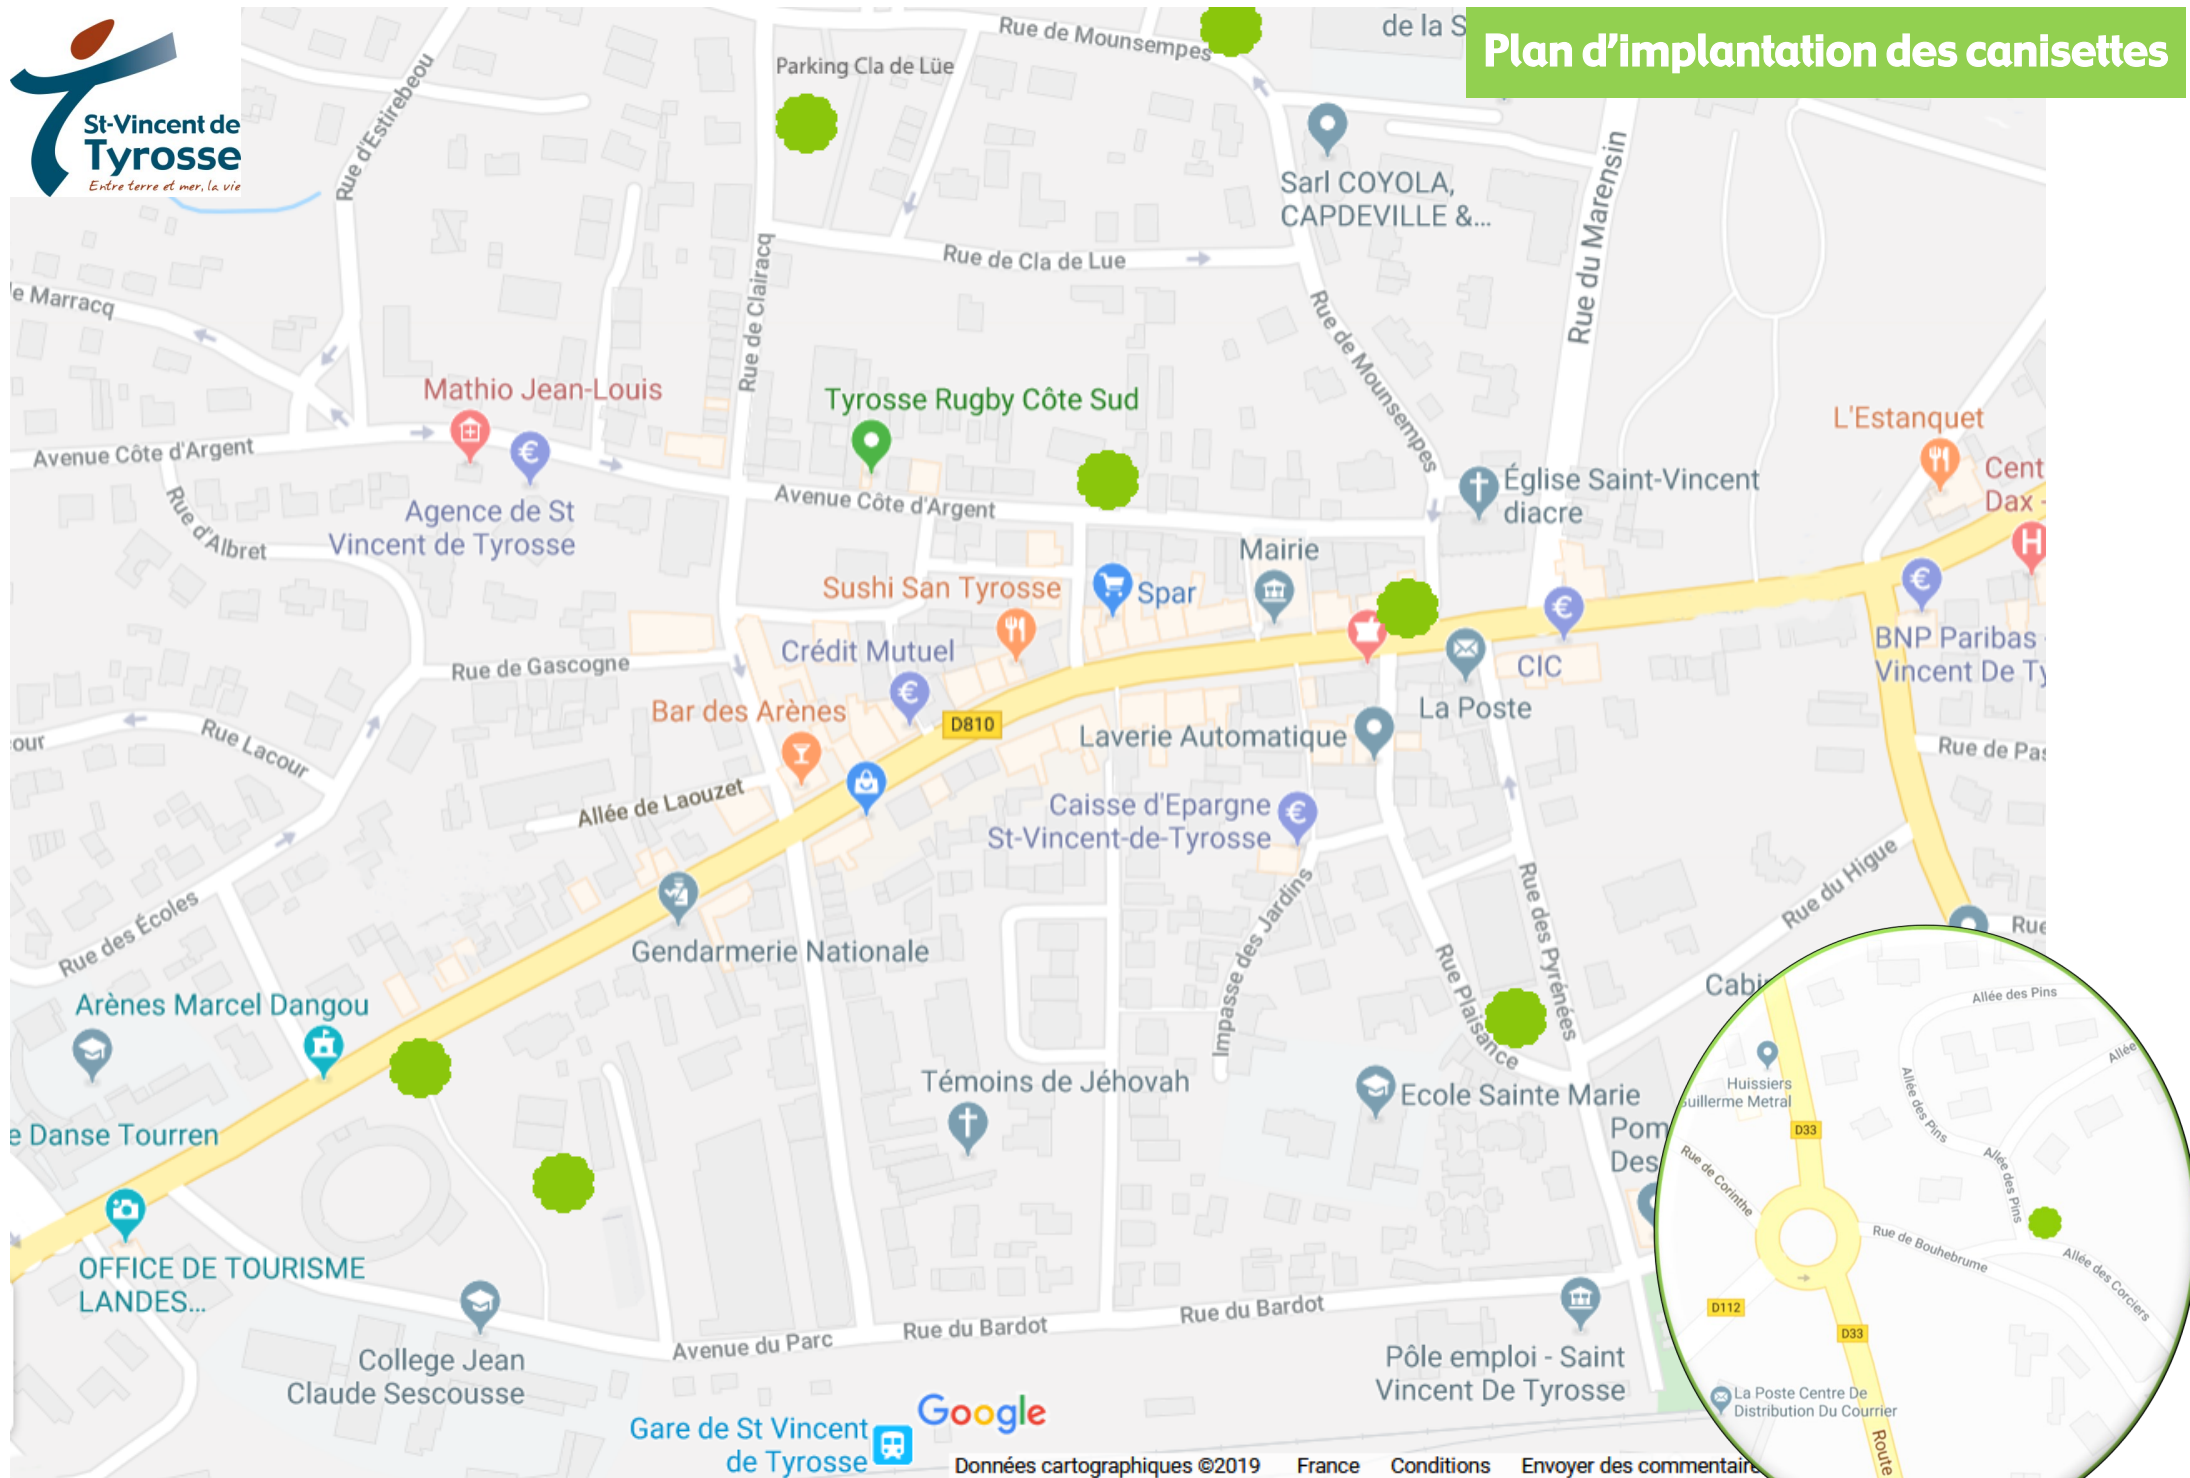 St-Vincent de
Tyrosse
Entre terre et mer, la vie
Plan d'implantation des canisettes
de la S
Rue de Mounsempes
Parking Cla de Lüe
Rue d'Estirebeou
Sarl COYOLA,
CAPDEVILLE &...
Rue du Marensin
Rue de Clairacq
Rue de Cla de Lue
e Marracq
Rue de Mounsempes
Mathio Jean-Louis
Tyrosse Rugby Côte Sud
L'Estanquet
Avenue Côte d'Argent
Cent
Dax -
Rue d'Albret
Agence de St
Vincent de Tyrosse
Avenue Côte d'Argent
Église Saint-Vincent
diacre
Mairie
Sushi San Tyrosse
Spar
Crédit Mutuel
Rue de Gascogne
CIC
BNP Paribas
Vincent De Ty
Bar des Arènes
D810
La Poste
Laverie Automatique
our
Rue Lacour
Rue de Pas
Allée de Laouzet
Caisse d'Epargne
St-Vincent-de-Tyrosse
Rue des Écoles
Gendarmerie Nationale
Impasse des Jardins
Rue Plaisance
Rue des Pyrénées
Rue du Higue
Rue
Arènes Marcel Dangou
Cabi
Témoins de Jéhovah
Ecole Sainte Marie
e Danse Tourren
Pom
Des
OFFICE DE TOURISME
LANDES...
College Jean
Claude Sescousse
Avenue du Parc
Rue du Bardot
Rue du Bardot
Pôle emploi - Saint
Vincent De Tyrosse
Gare de St Vincent
de Tyrosse
Google
Données cartographiques ©2019
France
Conditions
Envoyer des commentaire
Allée des Pins
Allée
Huissiers
uillerme Metral
Allée des Pins
D33
Rue de Corinthe
Allée des Pins
Rue de Bouhebrume
Allée des Corciers
D112
D33
La Poste Centre De
Distribution Du Courrier
Route